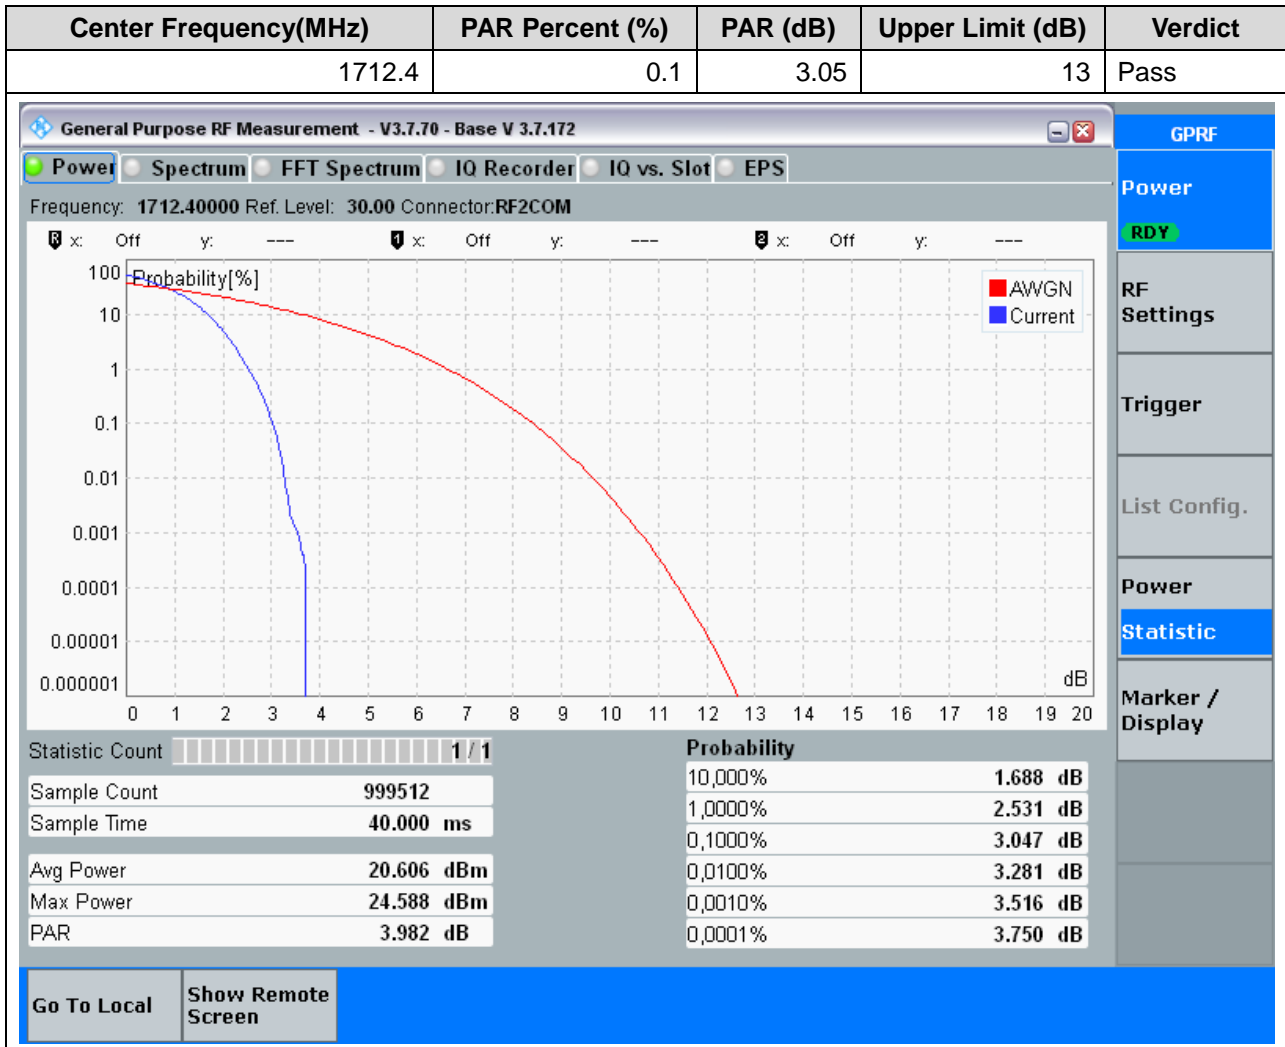 Center Frequency(MHz) PAR Percent (%) PAR (dB) Upper Limit (dB) Verdict
1712.4 0.1 3.05 13 Pass
General Purpose RF Measurement - V3.7.70 - Base V 3.7.172
GPRF
Power Spectrum FFT Spectrum IQ Recorder IQ vs. Slot EPS
Frequency: 1712.40000 Ref. Level: 30.00 Connector:RF2COM
R x: Off y: --- 1 x: Off y: --- 2 x: Off y: ---
Probability[%]
AWGN
Current
100
10
1
0.1
0.01
0.001
0.0001
0.00001
0.000001
dB
0 1 2 3 4 5 6 7 8 9 10 11 12 13 14 15 16 17 18 19 20
Statistic Count 1 / 1
Sample Count 999512
Sample Time 40.000 ms
Avg Power 20.606 dBm
Max Power 24.588 dBm
PAR 3.982 dB
Probability
10,000% 1.688 dB
1,0000% 2.531 dB
0,1000% 3.047 dB
0,0100% 3.281 dB
0,0010% 3.516 dB
0,0001% 3.750 dB
Power
RDY
RF
Settings
Trigger
List Config.
Power
Statistic
Marker /
Display
Go To Local
Show Remote
Screen